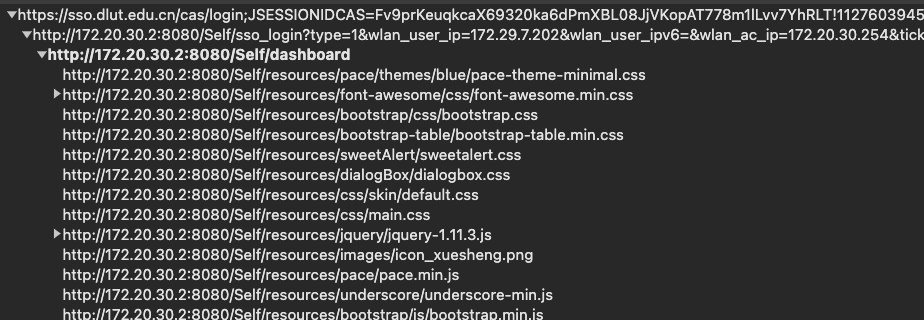 https://sso.dlut.edu.cn/cas/login;JSESSIONIDCAS=Fv9prKeuqkcaX69320ka6dPmXBL08JjVKopAT778m1lLvv7YhRLT!1127603945
http://172.20.30.2:8080/Self/sso_login?type=1&wlan_user_ip=172.29.7.202&wlan_user_ipv6=&wlan_ac_ip=172.20.30.254&tick
http://172.20.30.2:8080/Self/dashboard
http://172.20.30.2:8080/Self/resources/pace/themes/blue/pace-theme-minimal.css
http://172.20.30.2:8080/Self/resources/font-awesome/css/font-awesome.min.css
http://172.20.30.2:8080/Self/resources/bootstrap/css/bootstrap.css
http://172.20.30.2:8080/Self/resources/bootstrap-table/bootstrap-table.min.css
http://172.20.30.2:8080/Self/resources/sweetAlert/sweetalert.css
http://172.20.30.2:8080/Self/resources/dialogBox/dialogbox.css
http://172.20.30.2:8080/Self/resources/css/skin/default.css
http://172.20.30.2:8080/Self/resources/css/main.css
http://172.20.30.2:8080/Self/resources/jquery/jquery-1.11.3.js
http://172.20.30.2:8080/Self/resources/images/icon_xuesheng.png
http://172.20.30.2:8080/Self/resources/pace/pace.min.js
http://172.20.30.2:8080/Self/resources/underscore/underscore-min.js
http://172.20.30.2:8080/Self/resources/bootstrap/js/bootstrap.min.js